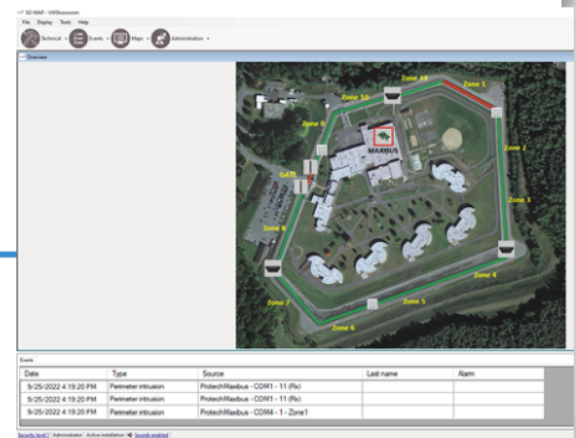 SD-MAP - VWShowroom
File Display Tools Help
Technical Events Maps Administration
Overview
Zone 11
Zone 1
Zone 10
Zone 9
MAXIBUS
Zone 2
GATE
Zone 3
Zone 8
Zone 4
Zone 7
Zone 5
Zone 6
Events
Date Type Source Last name Alarm
9/25/2022 4:19:20 PM Perimeter intrusion ProtechMaxibus - COM1 - 11 (Rx)
9/25/2022 4:19:20 PM Perimeter intrusion ProtechMaxibus - COM1 - 11 (Rx)
9/25/2022 4:19:20 PM Perimeter intrusion ProtechMaxibus - COM4 - 1 - Zone1
Security level 1 Administrator Active installation Sounds enabled